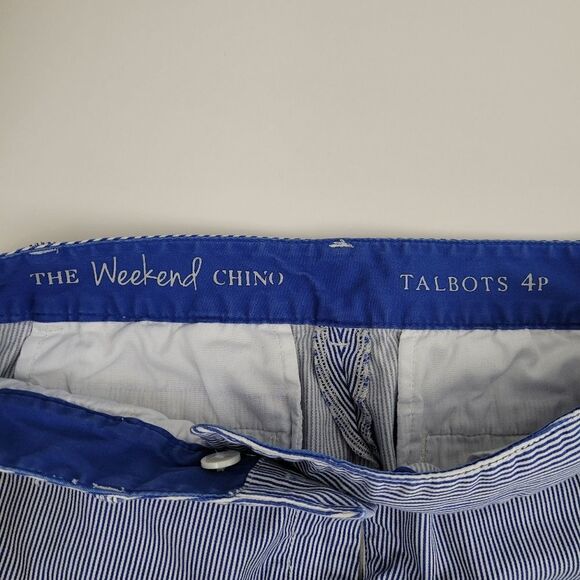 THE Weekend CHINO TALBOTS 4P